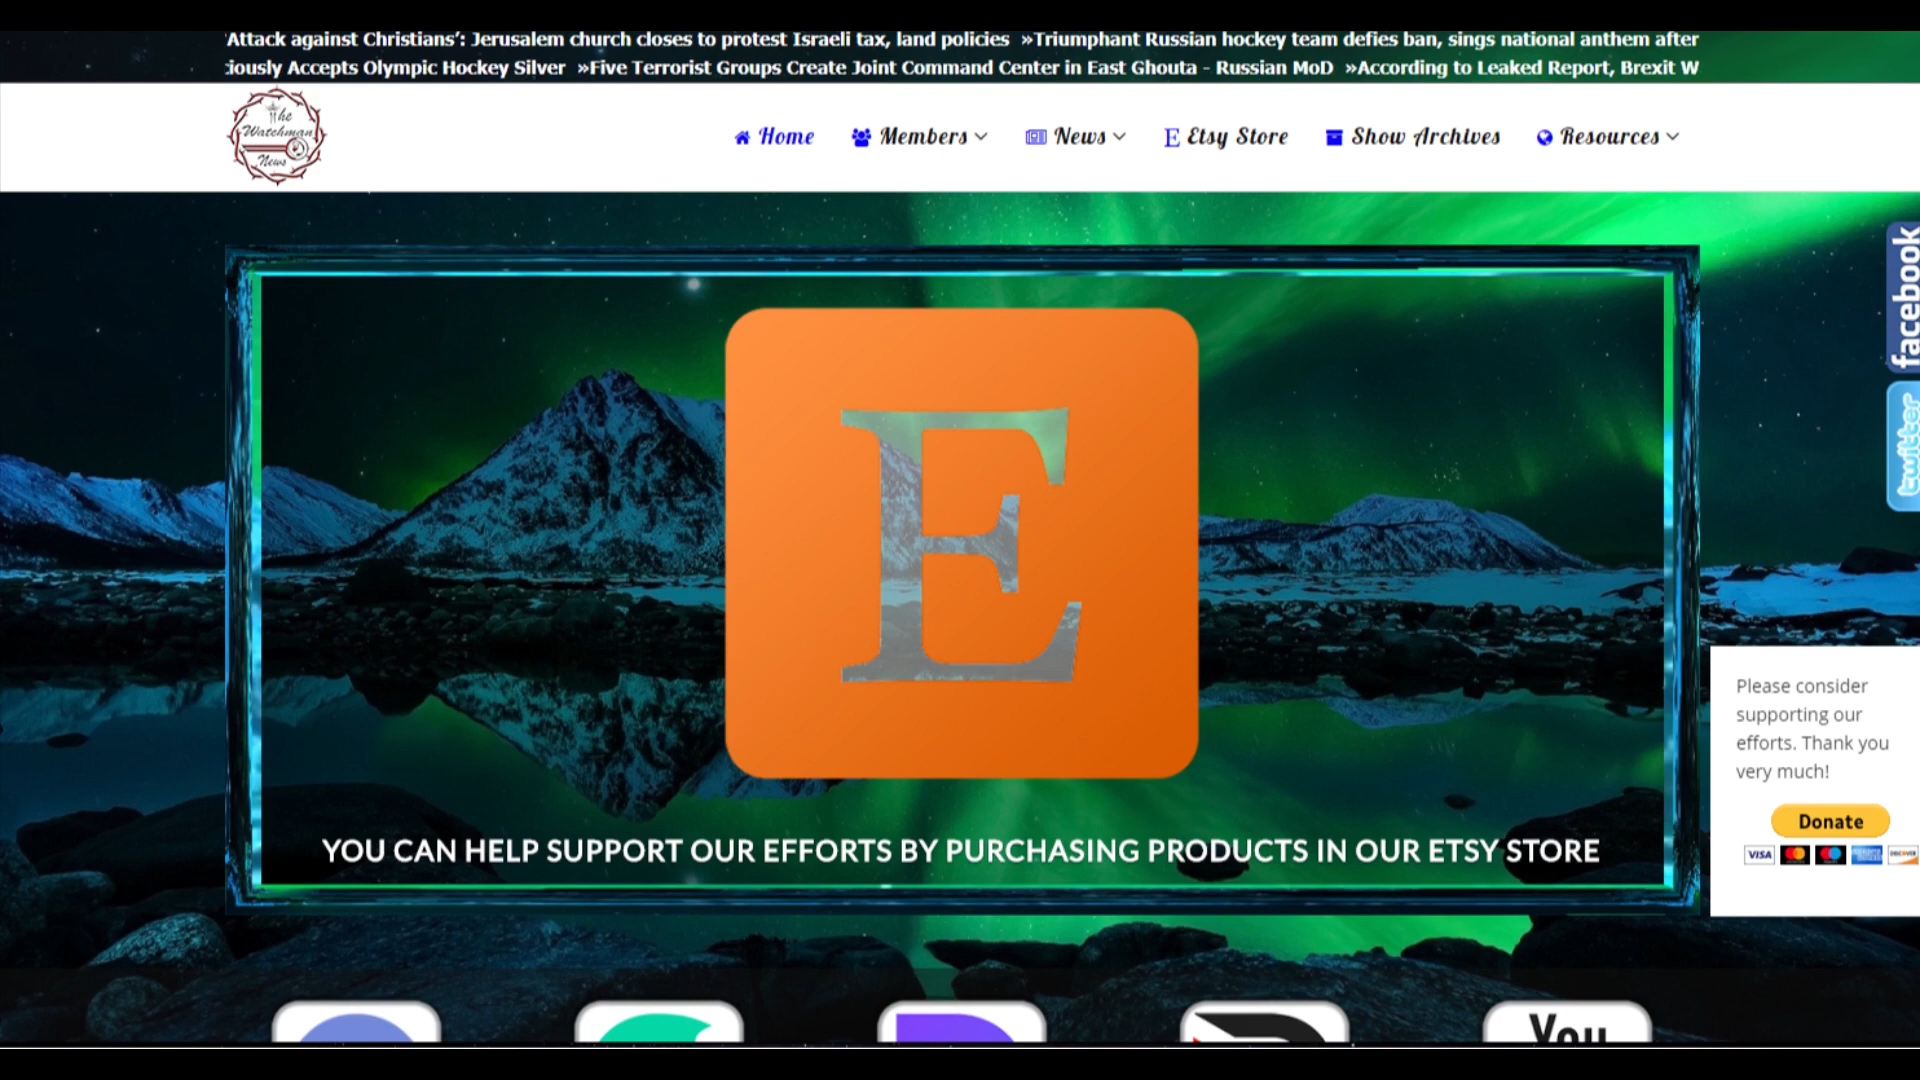 'Attack against Christians': Jerusalem church closes to protest Israeli tax, land policies »Triumphant Russian hockey team defies ban, sings national anthem after
iously Accepts Olympic Hockey Silver »Five Terrorist Groups Create Joint Command Center in East Ghouta - Russian MoD »According to Leaked Report, Brexit W
The
Watchman
News
Home Members News E Etsy Store Show Archives Resources
facebook
twitter
E
Please consider
supporting our
efforts. Thank you
very much!
Donate
VISA DISCOVER
YOU CAN HELP SUPPORT OUR EFFORTS BY PURCHASING PRODUCTS IN OUR ETSY STORE
You